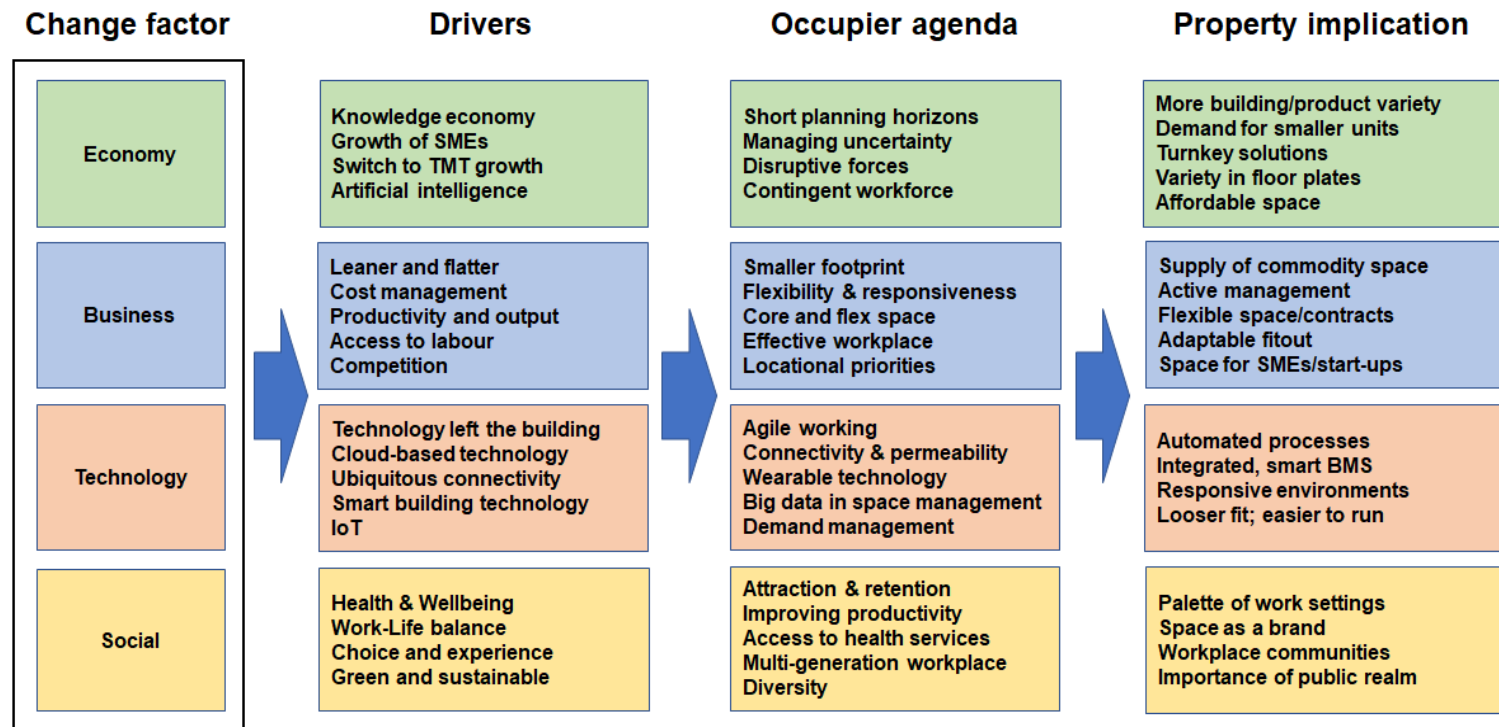 Change factor
Drivers
Occupier agenda
Property implication
Economy
Knowledge economy
Growth of SMEs
Switch to TMT growth
Artificial intelligence
Short planning horizons
Managing uncertainty
Disruptive forces
Contingent workforce
More building/product variety
Demand for smaller units
Turnkey solutions
Variety in floor plates
Affordable space
Business
Leaner and flatter
Cost management
Productivity and output
Access to labour
Competition
Smaller footprint
Flexibility & responsiveness
Core and flex space
Effective workplace
Locational priorities
Supply of commodity space
Active management
Flexible space/contracts
Adaptable fitout
Space for SMEs/start-ups
Technology
Technology left the building
Cloud-based technology
Ubiquitous connectivity
Smart building technology
IoT
Agile working
Connectivity & permeability
Wearable technology
Big data in space management
Demand management
Automated processes
Integrated, smart BMS
Responsive environments
Looser fit; easier to run
Social
Health & Wellbeing
Work-Life balance
Choice and experience
Green and sustainable
Attraction & retention
Improving productivity
Access to health services
Multi-generation workplace
Diversity
Palette of work settings
Space as a brand
Workplace communities
Importance of public realm